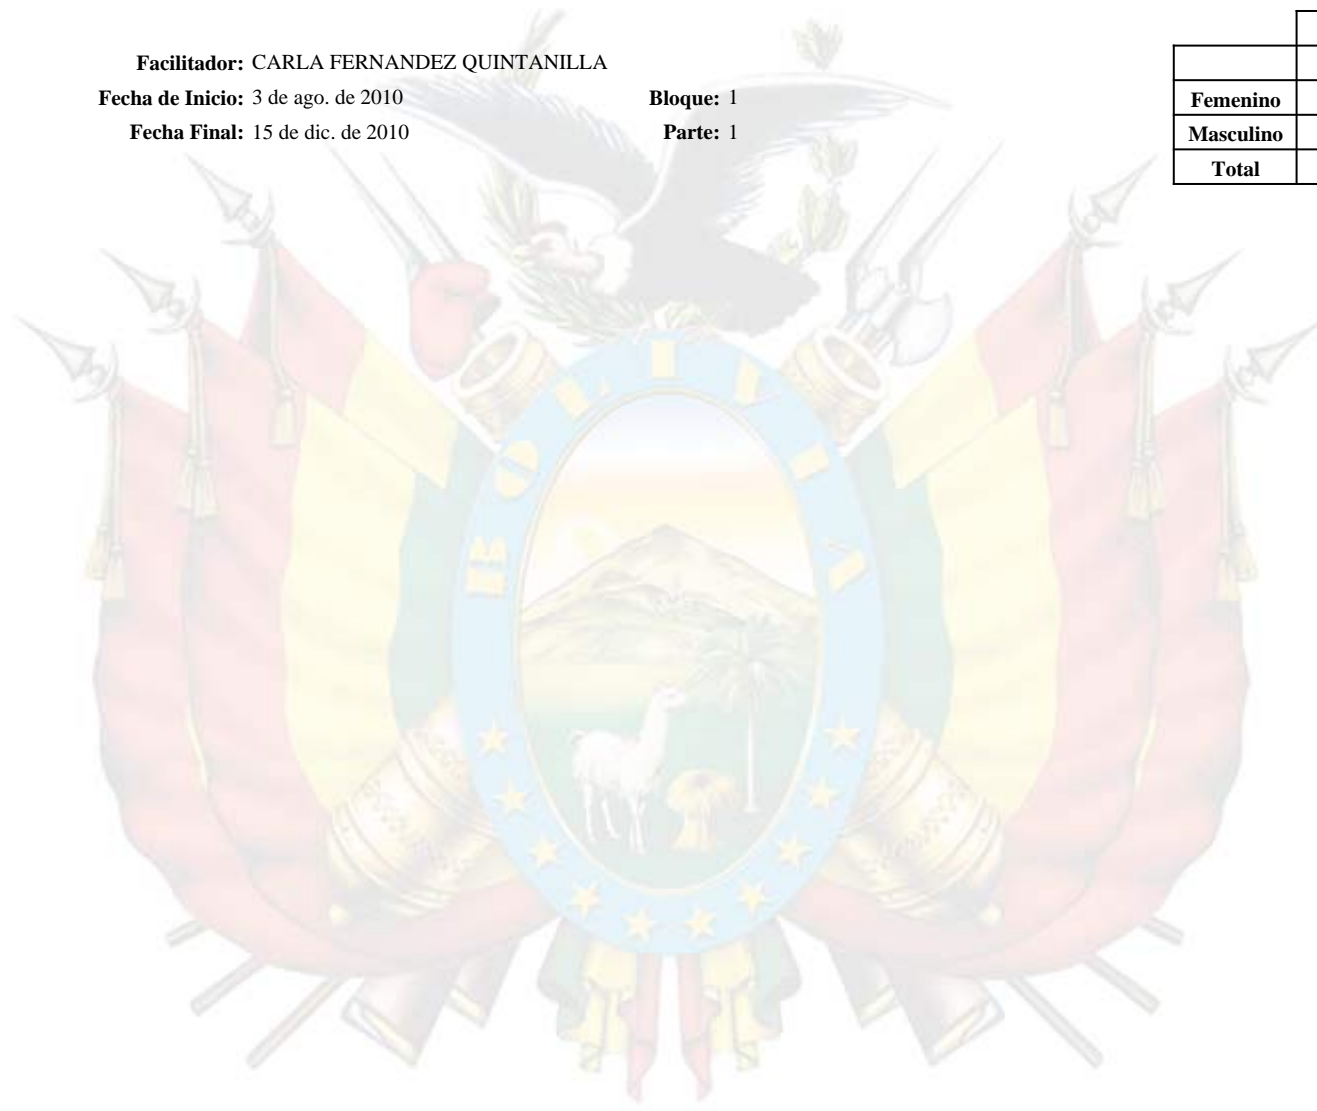 Facilitador: CARLA FERNANDEZ QUINTANILLA
Fecha de Inicio: 3 de ago. de 2010 Bloque: 1
Fecha Final: 15 de dic. de 2010 Parte: 1
Femenino
Masculino
Total
BOLIVIA